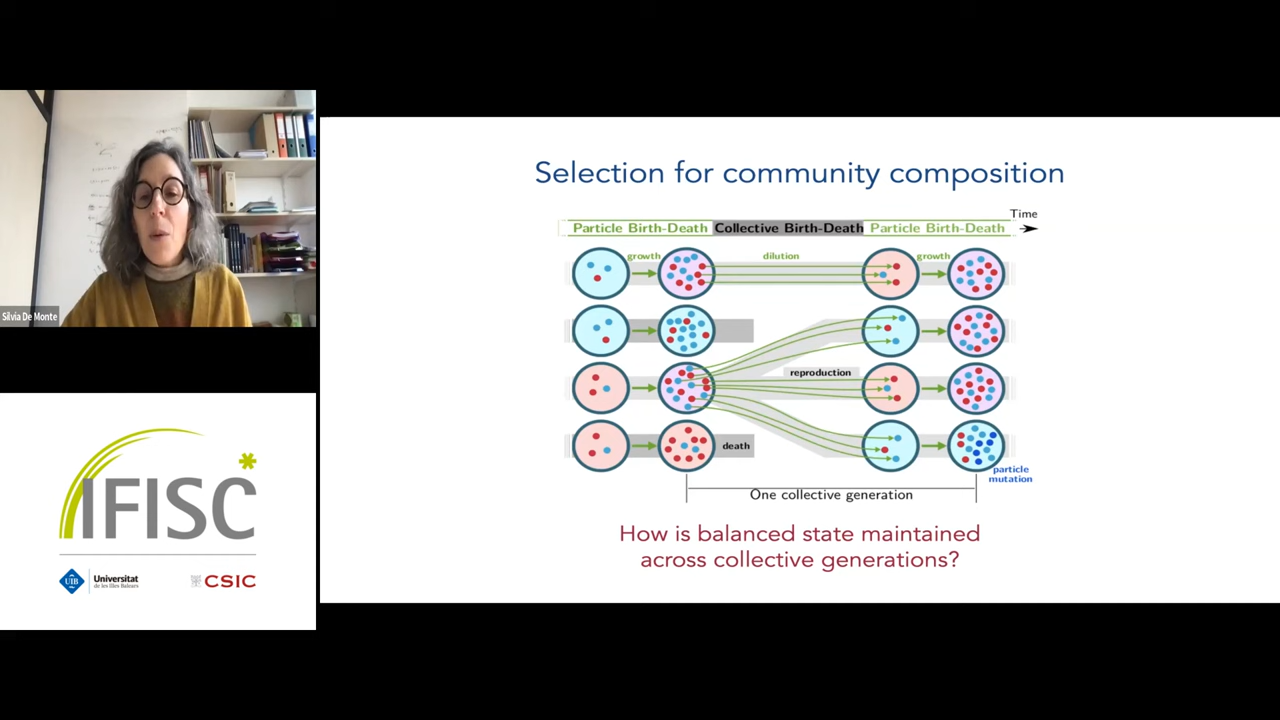 Silvia De Monte
IFISC
UIB
Universitat
de les Illes Balears
CSIC
Selection for community composition
Time
Particle Birth-Death
Collective Birth-Death
Particle Birth-Death
growth
dilution
growth
reproduction
death
particle
mutation
One collective generation
How is balanced state maintained
across collective generations?